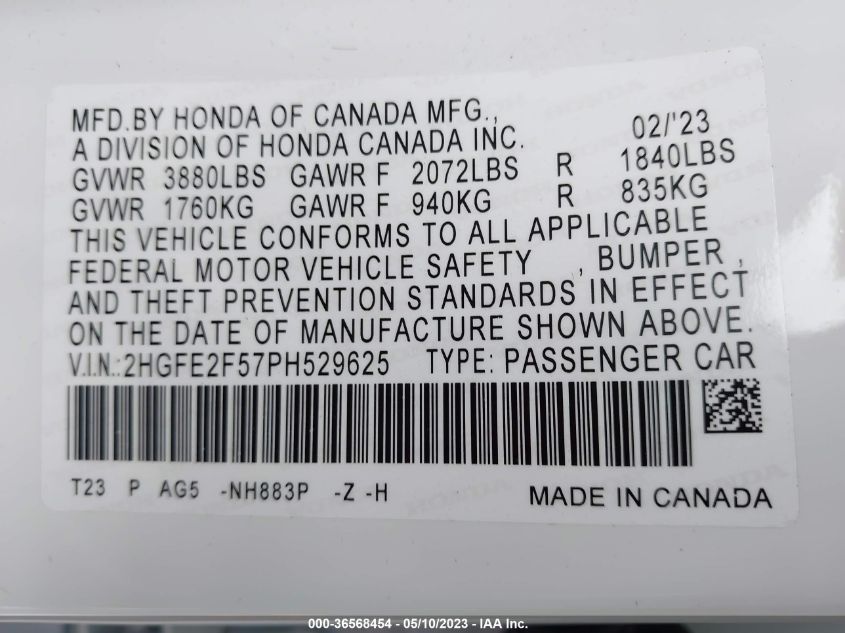 MFD.BY HONDA OF CANADA MFG.,
A DIVISION OF HONDA CANADA INC. 02/'23
GVWR 3880LBS GAWR F 2072LBS R 1840LBS
GVWR 1760KG GAWR F 940KG R 835KG
THIS VEHICLE CONFORMS TO ALL APPLICABLE
FEDERAL MOTOR VEHICLE SAFETY , BUMPER ,
AND THEFT PREVENTION STANDARDS IN EFFECT
ON THE DATE OF MANUFACTURE SHOWN ABOVE.
V.I.N.:2HGFE2F57PH529625 TYPE: PASSENGER CAR
T23 P AG5 -NH883P -Z -H MADE IN CANADA
000-36568454 - 05/10/2023 - IAA Inc.